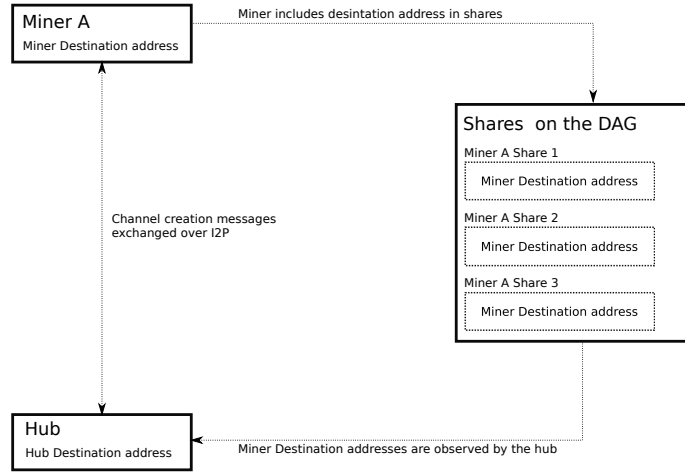 Miner A
Miner Destination address
Miner includes desintation address in shares
Shares on the DAG
Miner A Share 1
Miner Destination address
Miner A Share 2
Miner Destination address
Miner A Share 3
Miner Destination address
Channel creation messages
exchanged over I2P
Hub
Hub Destination address
Miner Destination addresses are observed by the hub